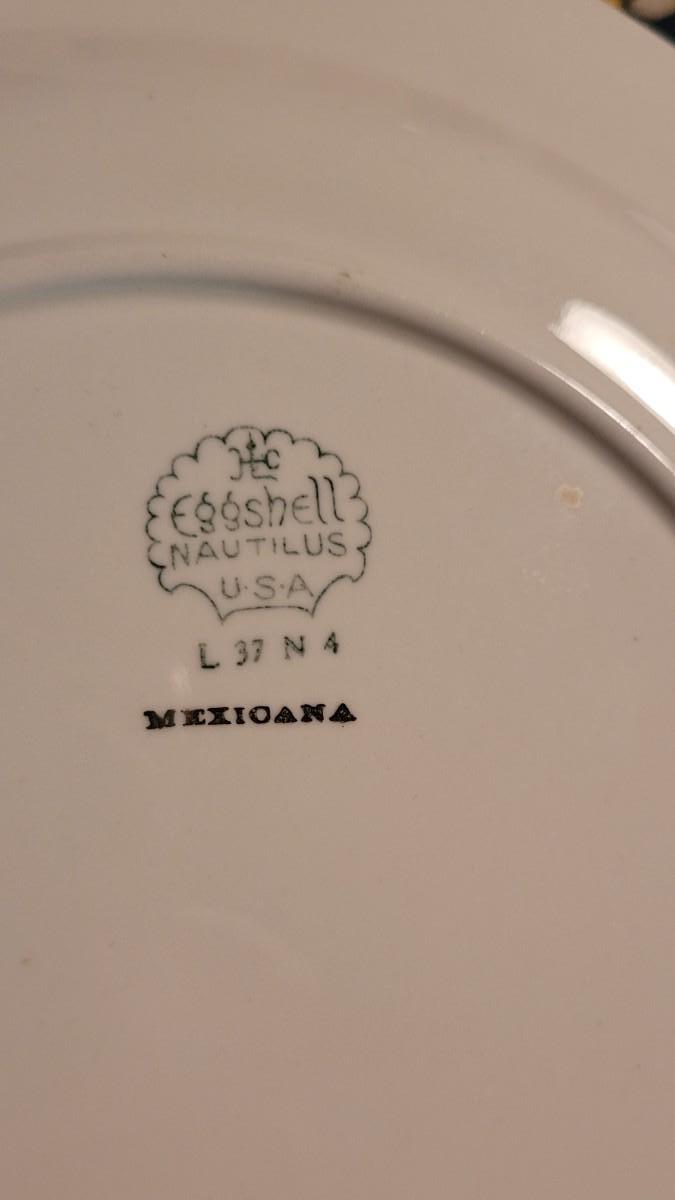 HLC
Eggshell
NAUTILUS
U·S·A
L 37 N 4
MEXICANA